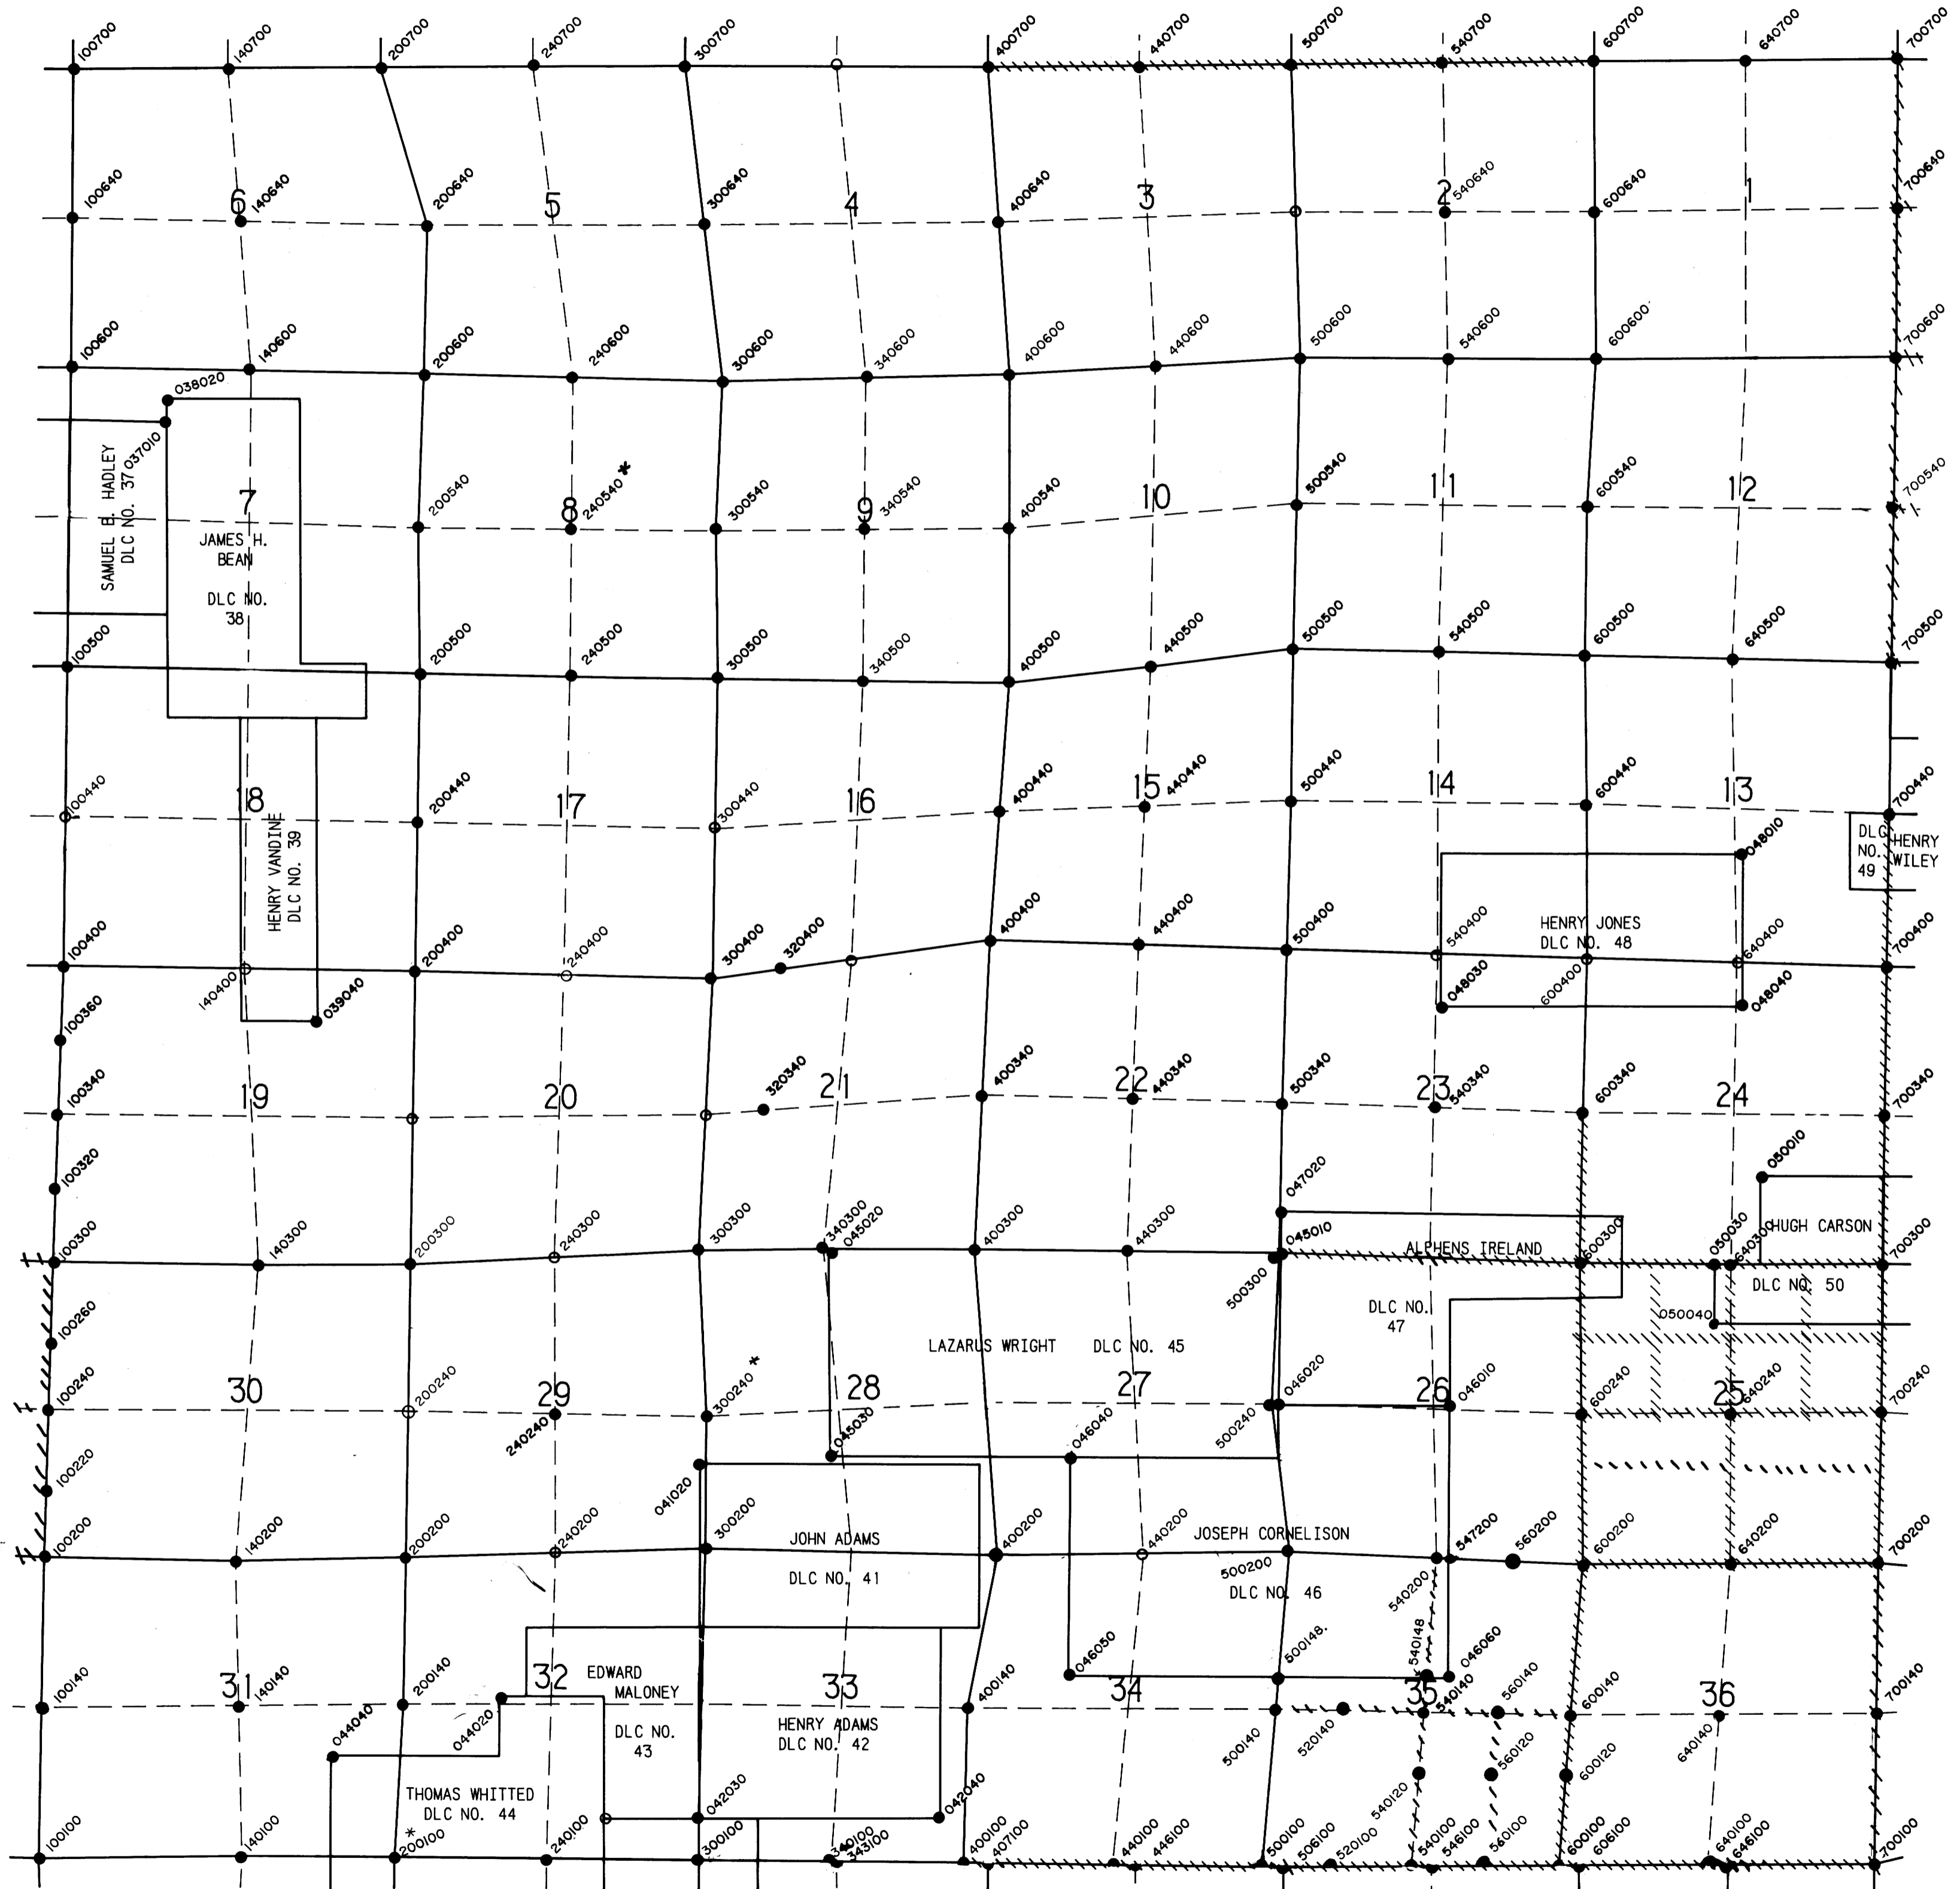 100700 140700 200700 240700 300700 400700 440700 500700 540700 600700 640700 700700
100640 6 140640 200640 5 300640 4 400640 3 2 540640 600640 1 700640
100600 140600 200600 240600 300600 340600 400600 440600 500600 540600 600600 700600
038020
037010
SAMUEL B. HADLEY
DLC NO. 37
7
JAMES H.
BEAN
DLC NO.
38
200540 8 240540 * 300540 9 340540 400540 10 500540 11 600540 12 700540
100500 200500 240500 300500 340500 400500 440500 500500 540500 600500 640500 700500
100440 18 200440 17 300440 16 400440 15 440440 500440 14 600440 13 700440
HENRY VANDINE
DLC NO. 39
048010
DLC
NO.
49
HENRY
WILEY
HENRY JONES
DLC NO. 48
100400 140400 200400 240400 300400 320400 400400 440400 500400 540400 600400 640400 700400
039040 048030 048040
100360
100340 19 20 320340 21 400340 22 440340 500340 23 540340 600340 24 700340
100320 047020 050010
100300 140300 200300 240300 300300 340300 045020 400300 440300 500300 045010 600300 050030 640300 700300
ALPHENS IRELAND
DLC NO.
47
HUGH CARSON
DLC NO. 50
050040
100260
LAZARUS WRIGHT DLC NO. 45
100240 30 200240 29 240240 300240 * 28 27 500240 046020 26 046010 600240 25 640240 700240
045030 046040
100220 041020
100200 140200 200200 240200 300200 400200 440200 500200 540200 547200 560200 600200 640200 700200
JOHN ADAMS
DLC NO. 41
JOSEPH CORNELISON
DLC NO. 46
046050 500148. 540148 046060
100140 31 140140 200140 32 33 400140 34 500140 520140 35 540140 560140 600140 36 640140 700140
EDWARD
MALONEY
DLC NO.
43
HENRY ADAMS
DLC NO. 42
044040 044020
THOMAS WHITTED
DLC NO. 44
042030 042040
540120 560120 600120
100100 140100 * 200100 240100 300100 340100 343100 400100 407100 440100 446100 500100 506100 520100 540100 546100 560100 600100 606100 640100 646100 700100